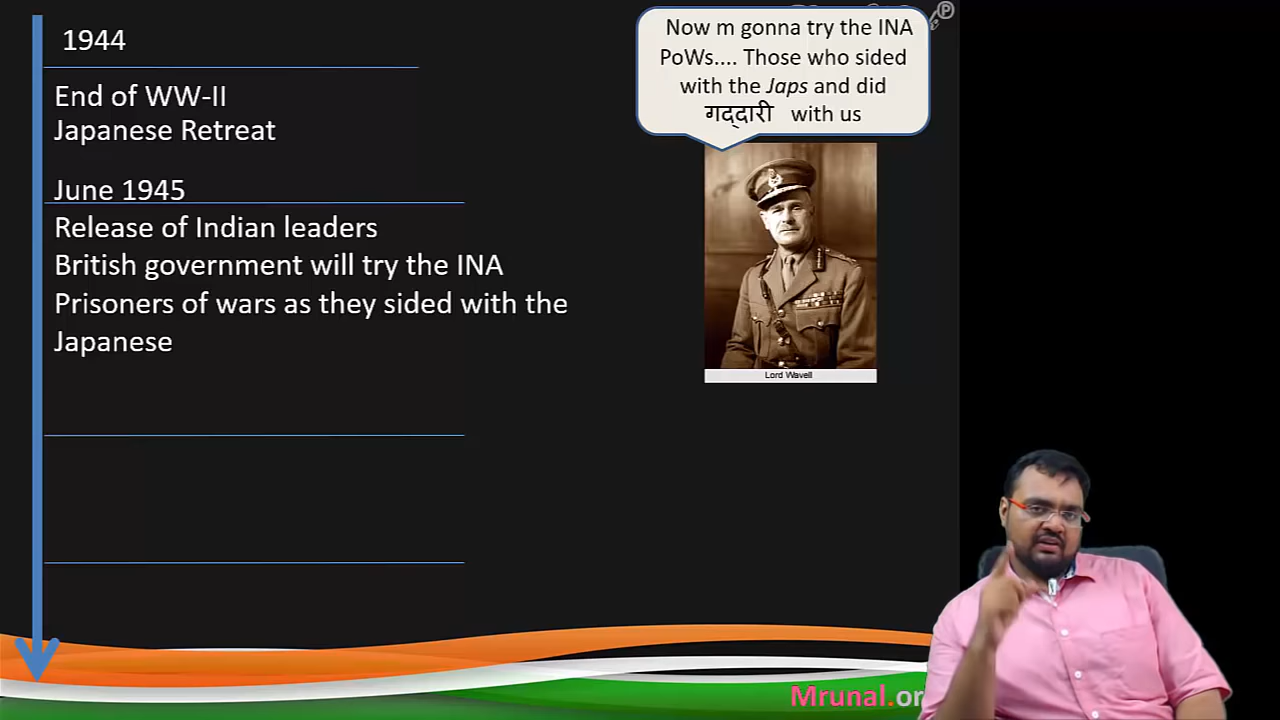 1944
End of WW-II
Japanese Retreat
June 1945
Release of Indian leaders
British government will try the INA
Prisoners of wars as they sided with the
Japanese
Now m gonna try the INA
PoWs.... Those who sided
with the Japs and did
गद्दारी with us
Lord Wavell
Mrunal.or